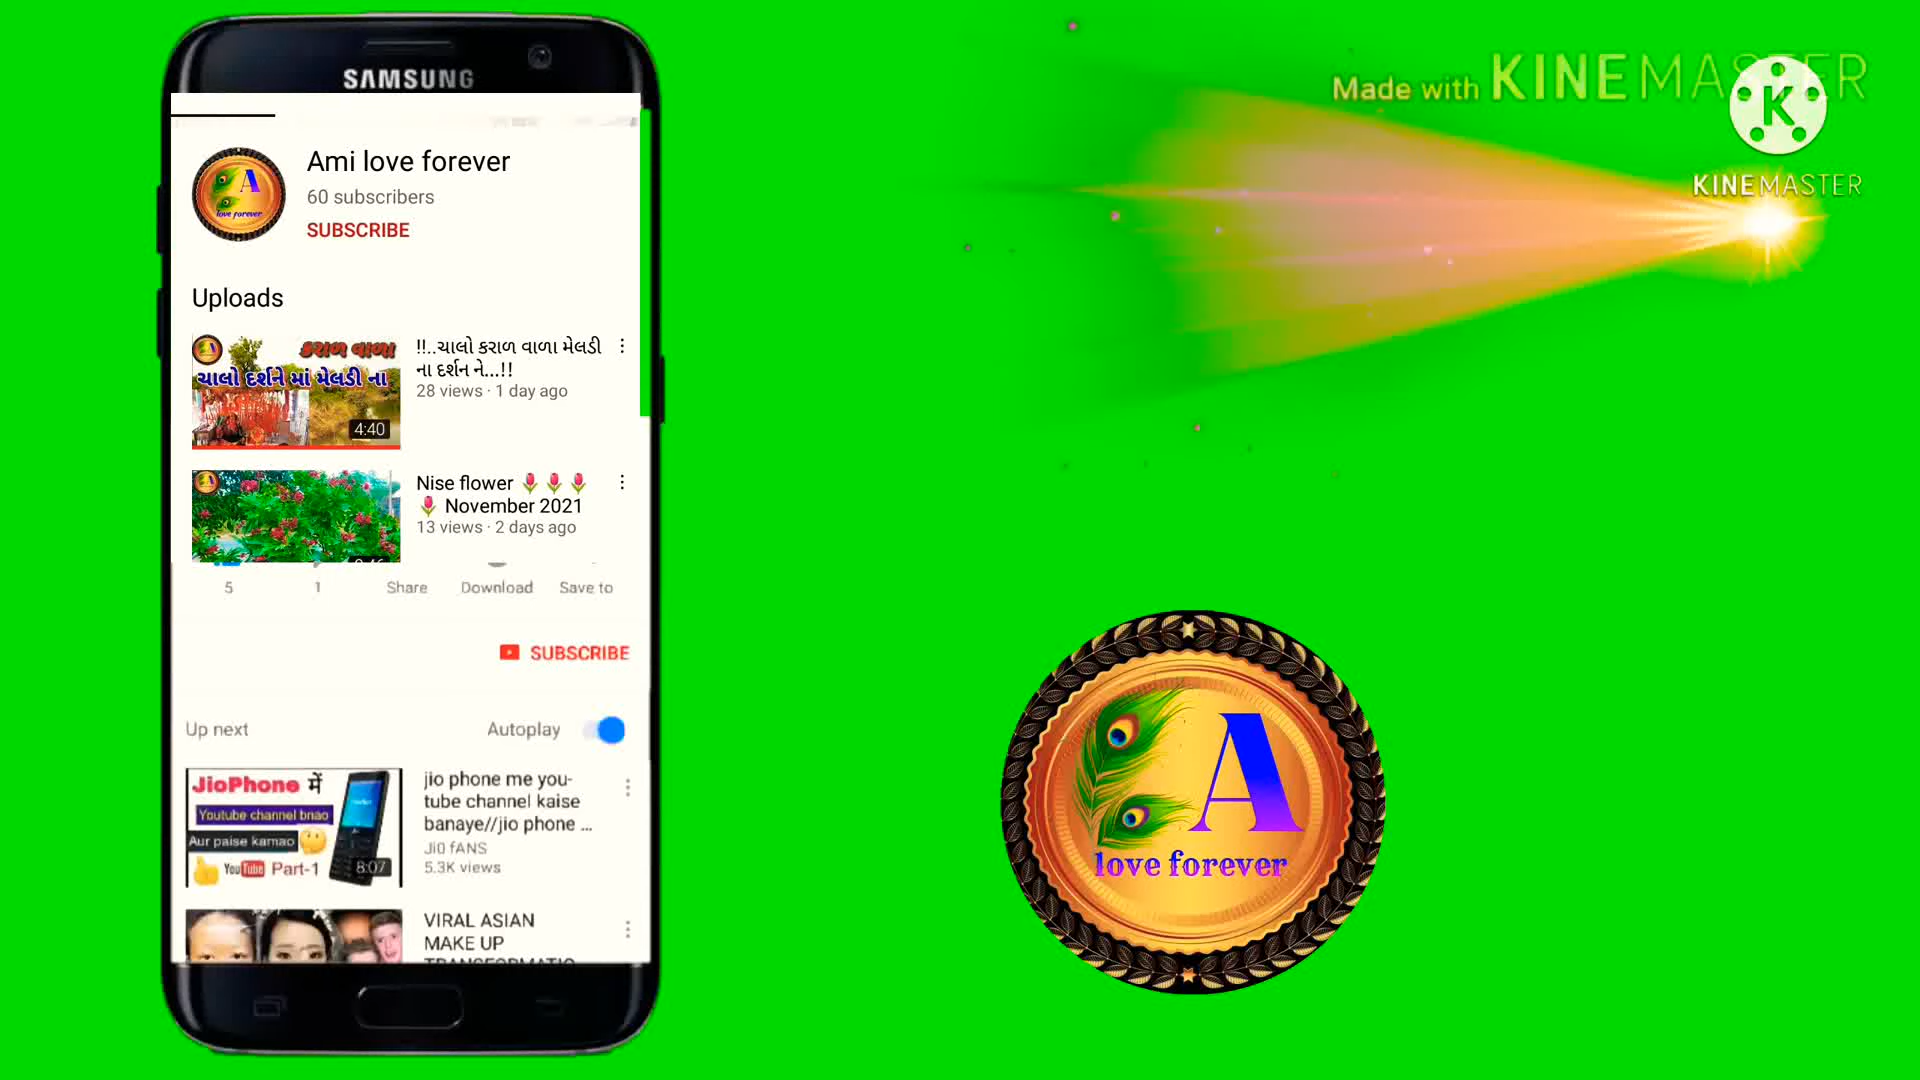 SAMSUNG
Ami love forever
60 subscribers
SUBSCRIBE
Uploads
કરાળ વાળા
ચાલો દર્શને માં મેલડી ના
4:40
!!..ચાલો કરાળ વાળા મેલડી
ના દર્શન ને...!!
28 views · 1 day ago
Nise flower 🌷🌷🌷
🌷 November 2021
13 views · 2 days ago
5
1
Share
Download
Save to
SUBSCRIBE
Up next
Autoplay
JioPhone में
Youtube channel bnao
Aur paise kamao
YouTube Part-1
8:07
jio phone me you-
tube channel kaise
banaye//jio phone ...
Ji0 fANS
5.3K views
VIRAL ASIAN
MAKE UP
TRANSFORMATIO
Made with KINEMASTER
K
KINEMASTER
A
love forever